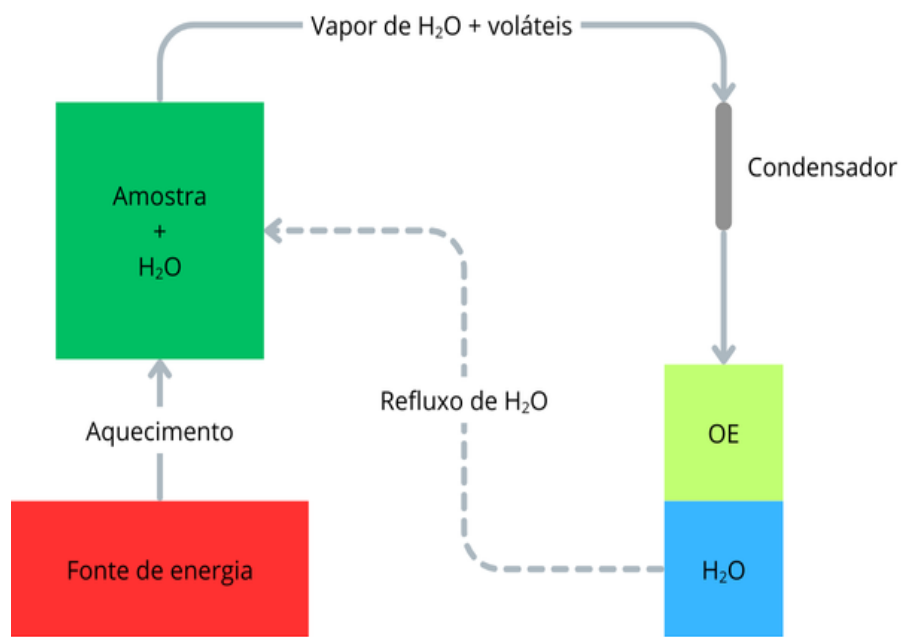 Vapor de H₂O + voláteis
Amostra
+
H₂O
Condensador
Refluxo de H₂O
Aquecimento
OE
Fonte de energia
H₂O